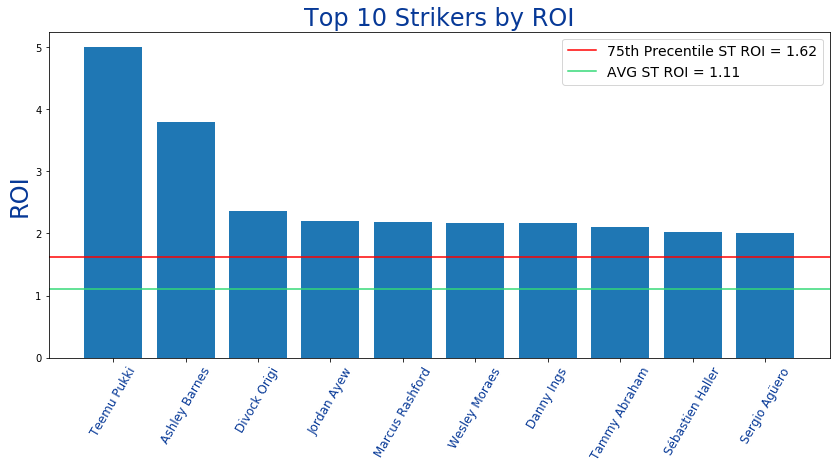 Top 10 Strikers by ROI
75th Precentile ST ROI = 1.62
AVG ST ROI = 1.11
ROI
5
4
3
2
1
0
Teemu Pukki
Ashley Barnes
Divock Origi
Jordan Ayew
Marcus Rashford
Wesley Moraes
Danny Ings
Tammy Abraham
Sébastien Haller
Sergio Agüero